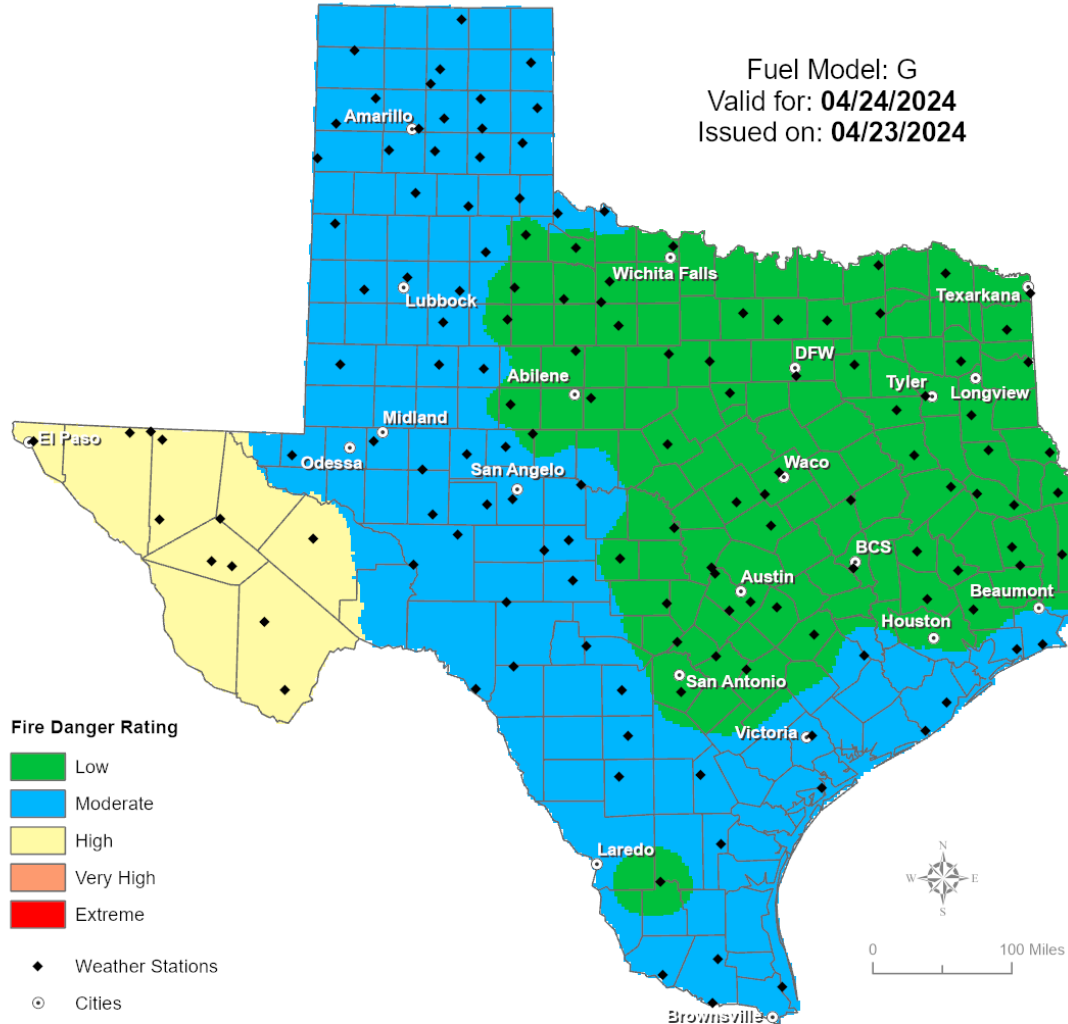 Fuel Model: G
Valid for: 04/24/2024
Issued on: 04/23/2024
Amarillo
Wichita Falls
Lubbock
Texarkana
DFW
Abilene
Tyler
Longview
Midland
El Paso
Odessa
San Angelo
Waco
BCS
Austin
Beaumont
Houston
San Antonio
Victoria
Laredo
Brownsville
Fire Danger Rating
Low
Moderate
High
Very High
Extreme
Weather Stations
Cities
N
W
E
S
0 100 Miles